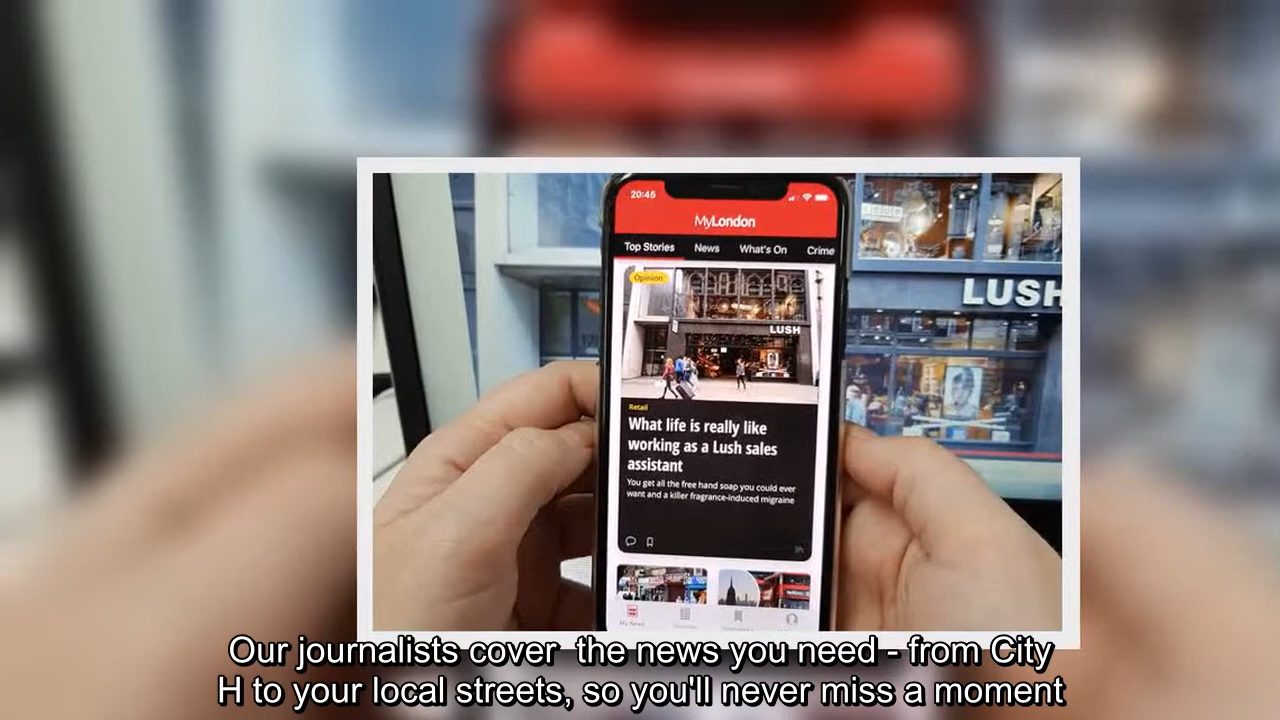 20:45
MyLondon
Top Stories News What's On Crime
Opinion
LUSH
LUSH
Retail
What life is really like
working as a Lush sales
assistant
You get all the free hand soap you could ever
want and a killer fragrance-induced migraine
3h
My News
Our journalists cover the news you need - from City
H to your local streets, so you'll never miss a moment